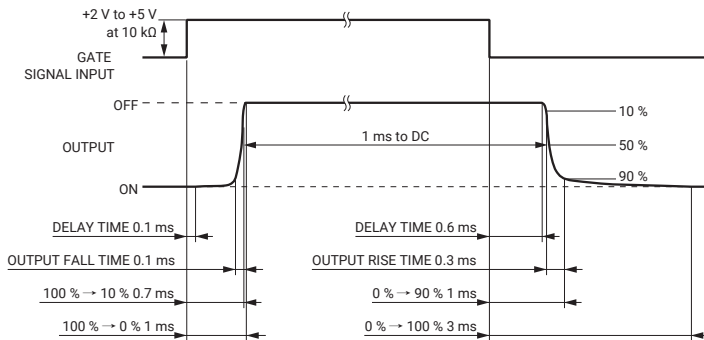 +2 V to +5 V
at 10 kΩ
GATE
SIGNAL INPUT
OFF
10 %
1 ms to DC
OUTPUT
50 %
90 %
ON
DELAY TIME 0.1 ms
DELAY TIME 0.6 ms
OUTPUT FALL TIME 0.1 ms
OUTPUT RISE TIME 0.3 ms
100 % → 10 % 0.7 ms
0 % → 90 % 1 ms
100 % → 0 % 1 ms
0 % → 100 % 3 ms